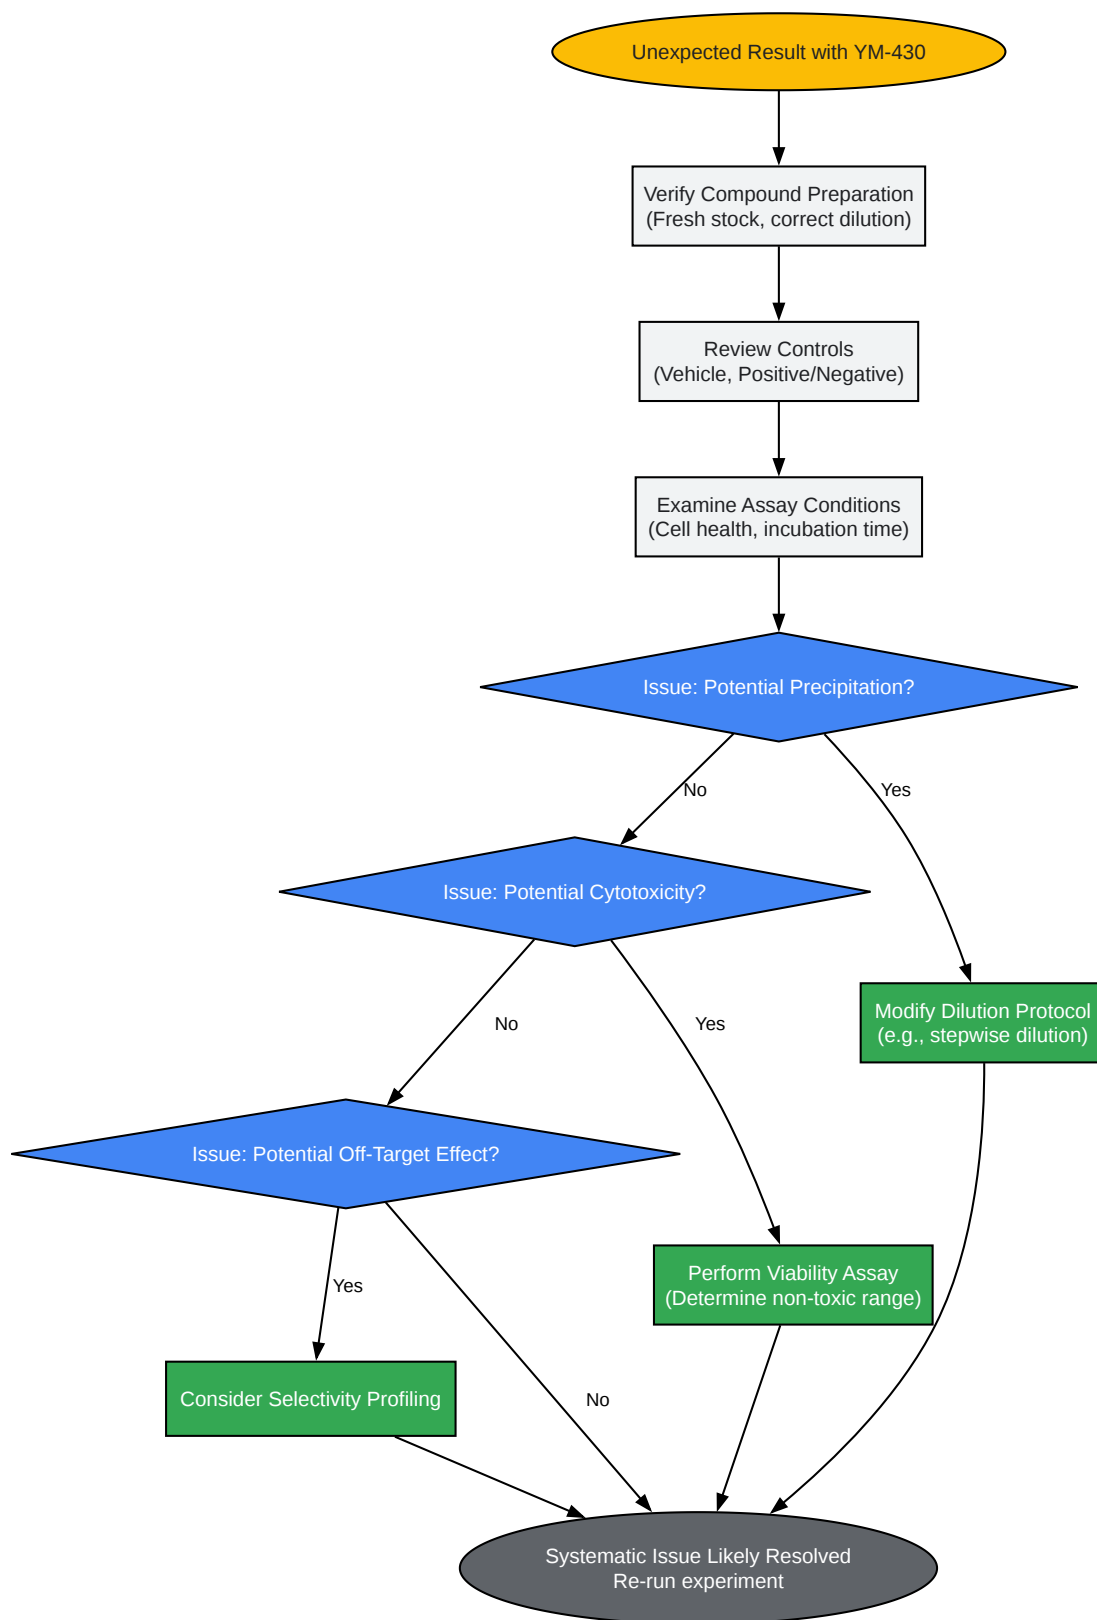 Unexpected Result with YM-430
Verify Compound Preparation
(Fresh stock, correct dilution)
Review Controls
(Vehicle, Positive/Negative)
Examine Assay Conditions
(Cell health, incubation time)
Issue: Potential Precipitation?
No
Yes
Issue: Potential Cytotoxicity?
No
Yes
Modify Dilution Protocol
(e.g., stepwise dilution)
Issue: Potential Off-Target Effect?
Yes
No
Perform Viability Assay
(Determine non-toxic range)
Consider Selectivity Profiling
Systematic Issue Likely Resolved
Re-run experiment